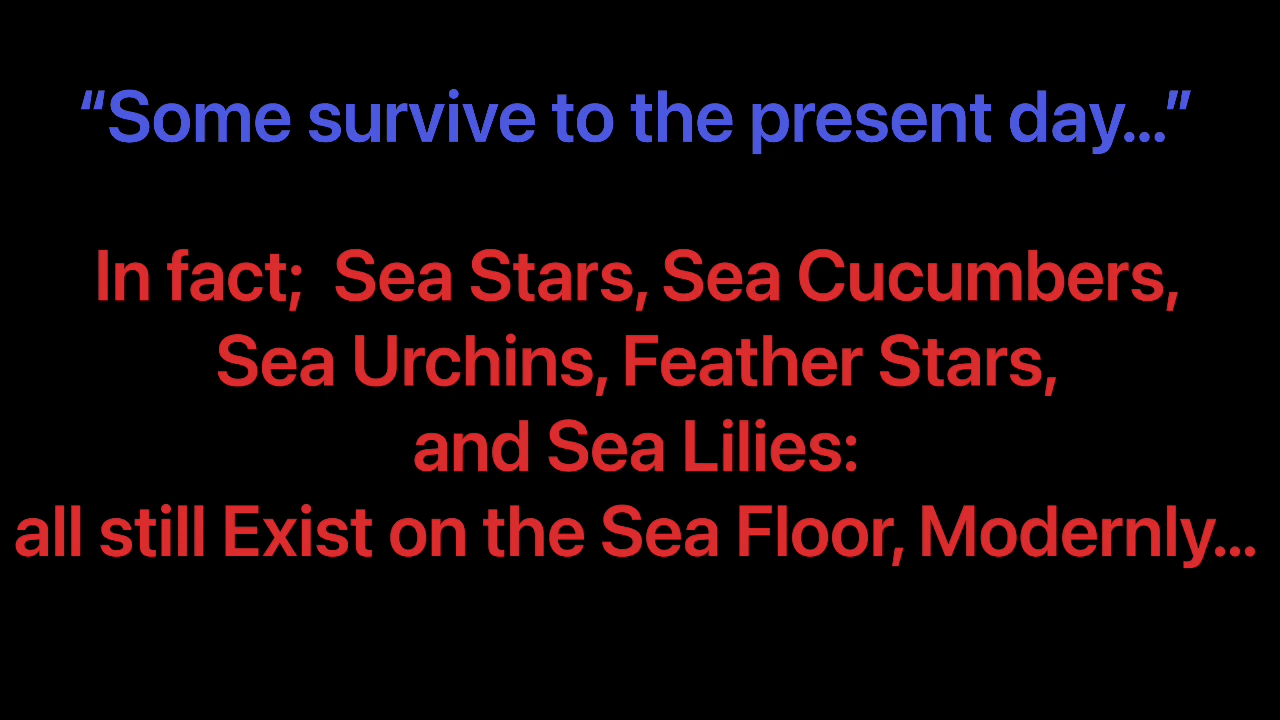 “Some survive to the present day...”
In fact;  Sea Stars, Sea Cucumbers,
Sea Urchins, Feather Stars,
and Sea Lilies:
all still Exist on the Sea Floor, Modernly...